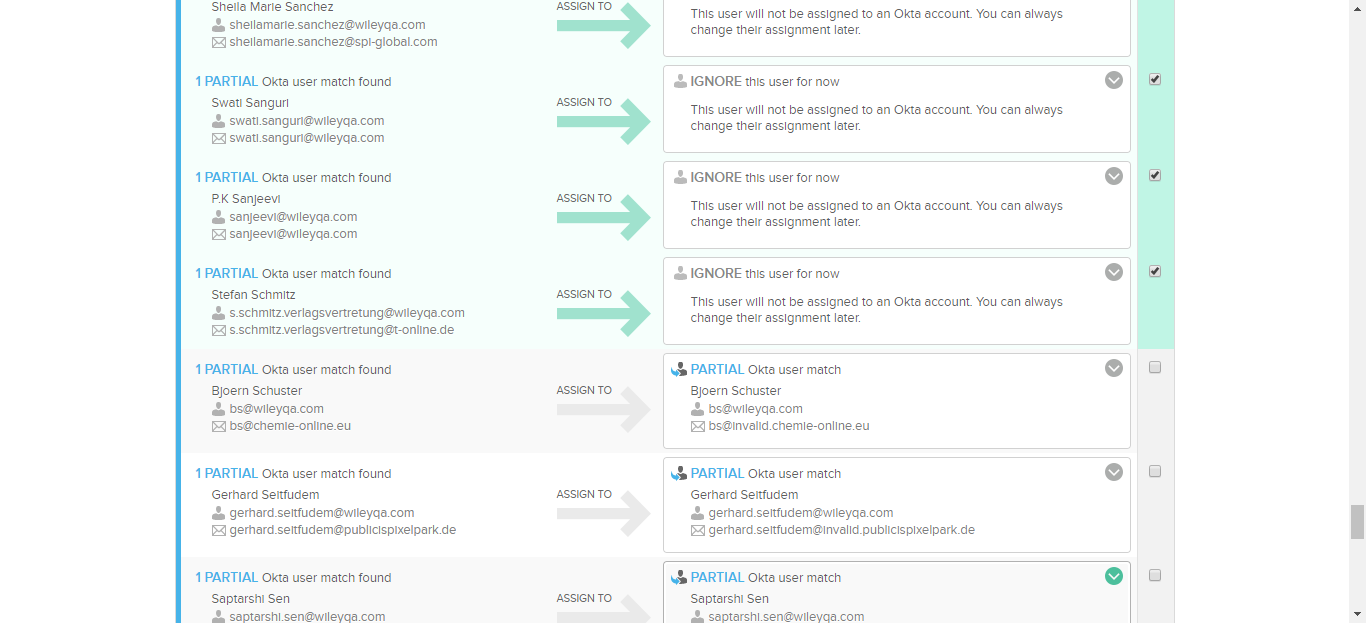 Sheila Marie Sanchez
sheilamarie.sanchez@wileyqa.com
sheilamarie.sanchez@spi-global.com
ASSIGN TO
This user will not be assigned to an Okta account. You can always
change their assignment later.
1 PARTIAL Okta user match found
Swati Sanguri
swati.sanguri@wileyqa.com
swati.sanguri@wileyqa.com
ASSIGN TO
IGNORE this user for now
This user will not be assigned to an Okta account. You can always
change their assignment later.
1 PARTIAL Okta user match found
P.K Sanjeevi
sanjeevi@wileyqa.com
sanjeevi@wileyqa.com
ASSIGN TO
IGNORE this user for now
This user will not be assigned to an Okta account. You can always
change their assignment later.
1 PARTIAL Okta user match found
Stefan Schmitz
s.schmitz.verlagsvertretung@wileyqa.com
s.schmitz.verlagsvertretung@t-online.de
ASSIGN TO
IGNORE this user for now
This user will not be assigned to an Okta account. You can always
change their assignment later.
1 PARTIAL Okta user match found
Bjoern Schuster
bs@wileyqa.com
bs@chemie-online.eu
ASSIGN TO
PARTIAL Okta user match
Bjoern Schuster
bs@wileyqa.com
bs@invalid.chemie-online.eu
1 PARTIAL Okta user match found
Gerhard Seitfudem
gerhard.seitfudem@wileyqa.com
gerhard.seitfudem@publicispixelpark.de
ASSIGN TO
PARTIAL Okta user match
Gerhard Seitfudem
gerhard.seitfudem@wileyqa.com
gerhard.seitfudem@invalid.publicispixelpark.de
1 PARTIAL Okta user match found
Saptarshi Sen
saptarshi.sen@wileyqa.com
ASSIGN TO
PARTIAL Okta user match
Saptarshi Sen
saptarshi.sen@wileyqa.com